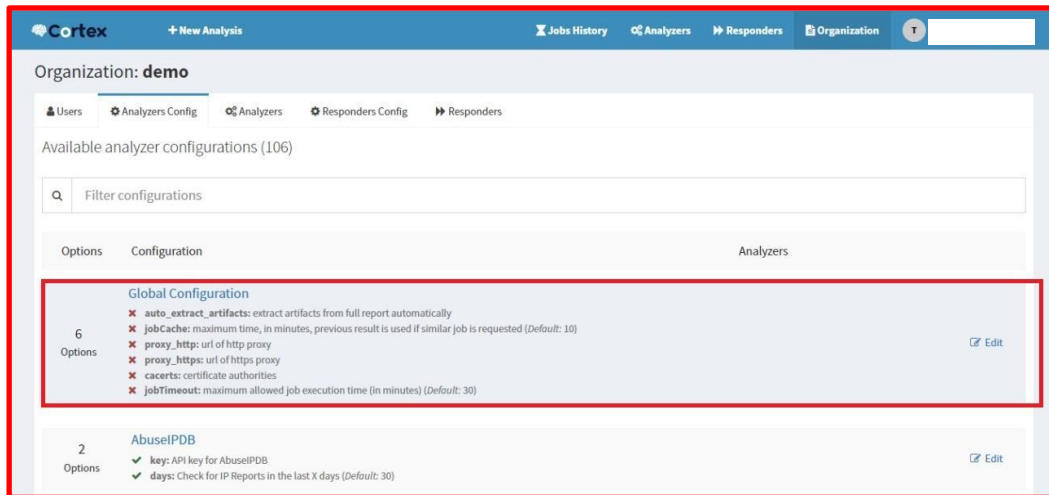 Cortex + New Analysis Jobs History Analyzers Responders Organization T
Organization: demo
Users Analyzers Config Analyzers Responders Config Responders
Available analyzer configurations (106)
Filter configurations
Options Configuration Analyzers
Global Configuration
auto_extract_artifacts: extract artifacts from full report automatically
jobCache: maximum time, in minutes, previous result is used if similar job is requested (Default: 10)
proxy_http: url of http proxy
proxy_https: url of https proxy
cacerts: certificate authorities
jobTimeout: maximum allowed job execution time (in minutes) (Default: 30)
6
Options
Edit
AbuseIPDB
key: API key for AbuseIPDB
days: Check for IP Reports in the last X days (Default: 30)
2
Options
Edit